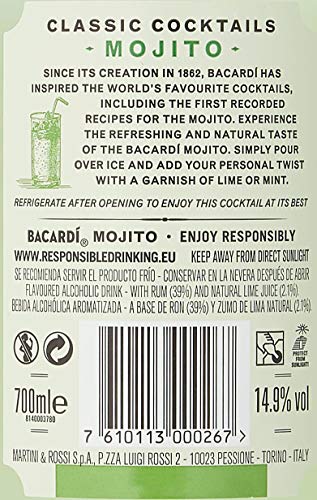 CLASSIC COCKTAILS
· MOJITO ·
SINCE ITS CREATION IN 1862, BACARDÍ HAS
INSPIRED THE WORLD'S FAVOURITE COCKTAILS,
INCLUDING THE FIRST RECORDED
RECIPES FOR THE MOJITO. EXPERIENCE
THE REFRESHING AND NATURAL TASTE
OF THE BACARDÍ MOJITO. SIMPLY POUR
OVER ICE AND ADD YOUR PERSONAL TWIST
WITH A GARNISH OF LIME OR MINT.
REFRIGERATE AFTER OPENING TO ENJOY THIS COCKTAIL AT ITS BEST
BACARDÍ® MOJITO · ENJOY RESPONSIBLY
WWW.RESPONSIBLEDRINKING.EU KEEP AWAY FROM DIRECT SUNLIGHT
SE RECOMIENDA SERVIR EL PRODUCTO FRÍO - CONSERVAR EN LA NEVERA DESPUÉS DE ABRIR
FLAVOURED ALCOHOLIC DRINK - WITH RUM (39%) AND NATURAL LIME JUICE (2.1%).
BEBIDA ALCOHÓLICA AROMATIZADA - A BASE DE RON (39%) Y ZUMO DE LIMA NATURAL (2.1%).
PROTECT
FROM
SUNLIGHT!
700ml e
8140003780
14.9% vol
7 610113 000267
MARTINI & ROSSI S.p.A., P.ZZA LUIGI ROSSI 2 - 10023 PESSIONE - TORINO - ITALY